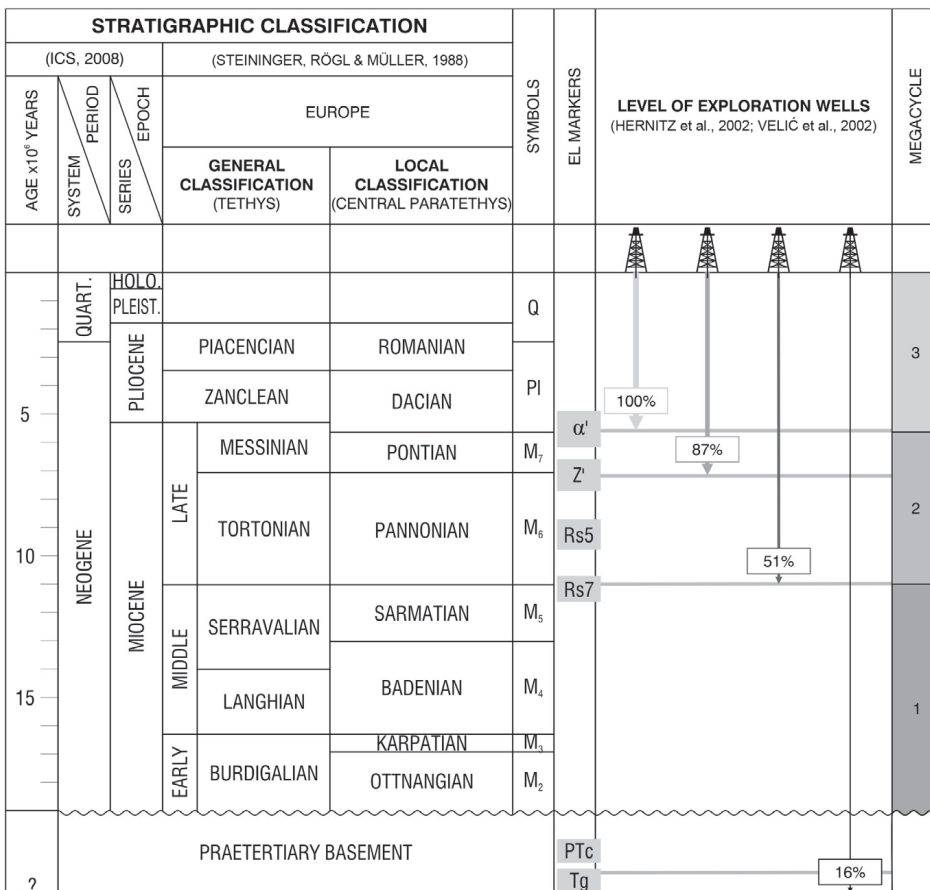 STRATIGRAPHIC CLASSIFICATION
(ICS, 2008)
(STEININGER, RÖGL & MÜLLER, 1988)
AGE x10⁶ YEARS
SYSTEM
PERIOD
SERIES
EPOCH
EUROPE
GENERAL
CLASSIFICATION
(TETHYS)
LOCAL
CLASSIFICATION
(CENTRAL PARATETHYS)
SYMBOLS
EL MARKERS
LEVEL OF EXPLORATION WELLS
(HERNITZ et al., 2002; VELIĆ et al., 2002)
MEGACYCLE
5
10
15
?
QUART.
NEOGENE
HOLO.
PLEIST.
PLIOCENE
MIOCENE
LATE
MIDDLE
EARLY
PIACENCIAN
ZANCLEAN
MESSINIAN
TORTONIAN
SERRAVALIAN
LANGHIAN
BURDIGALIAN
ROMANIAN
DACIAN
PONTIAN
PANNONIAN
SARMATIAN
BADENIAN
KARPATIAN
OTTNANGIAN
Q
Pl
M₇
M₆
M₅
M₄
M₃
M₂
α'
Z'
Rs5
Rs7
PTc
Tg
100%
87%
51%
16%
3
2
1
PRAETERTIARY BASEMENT